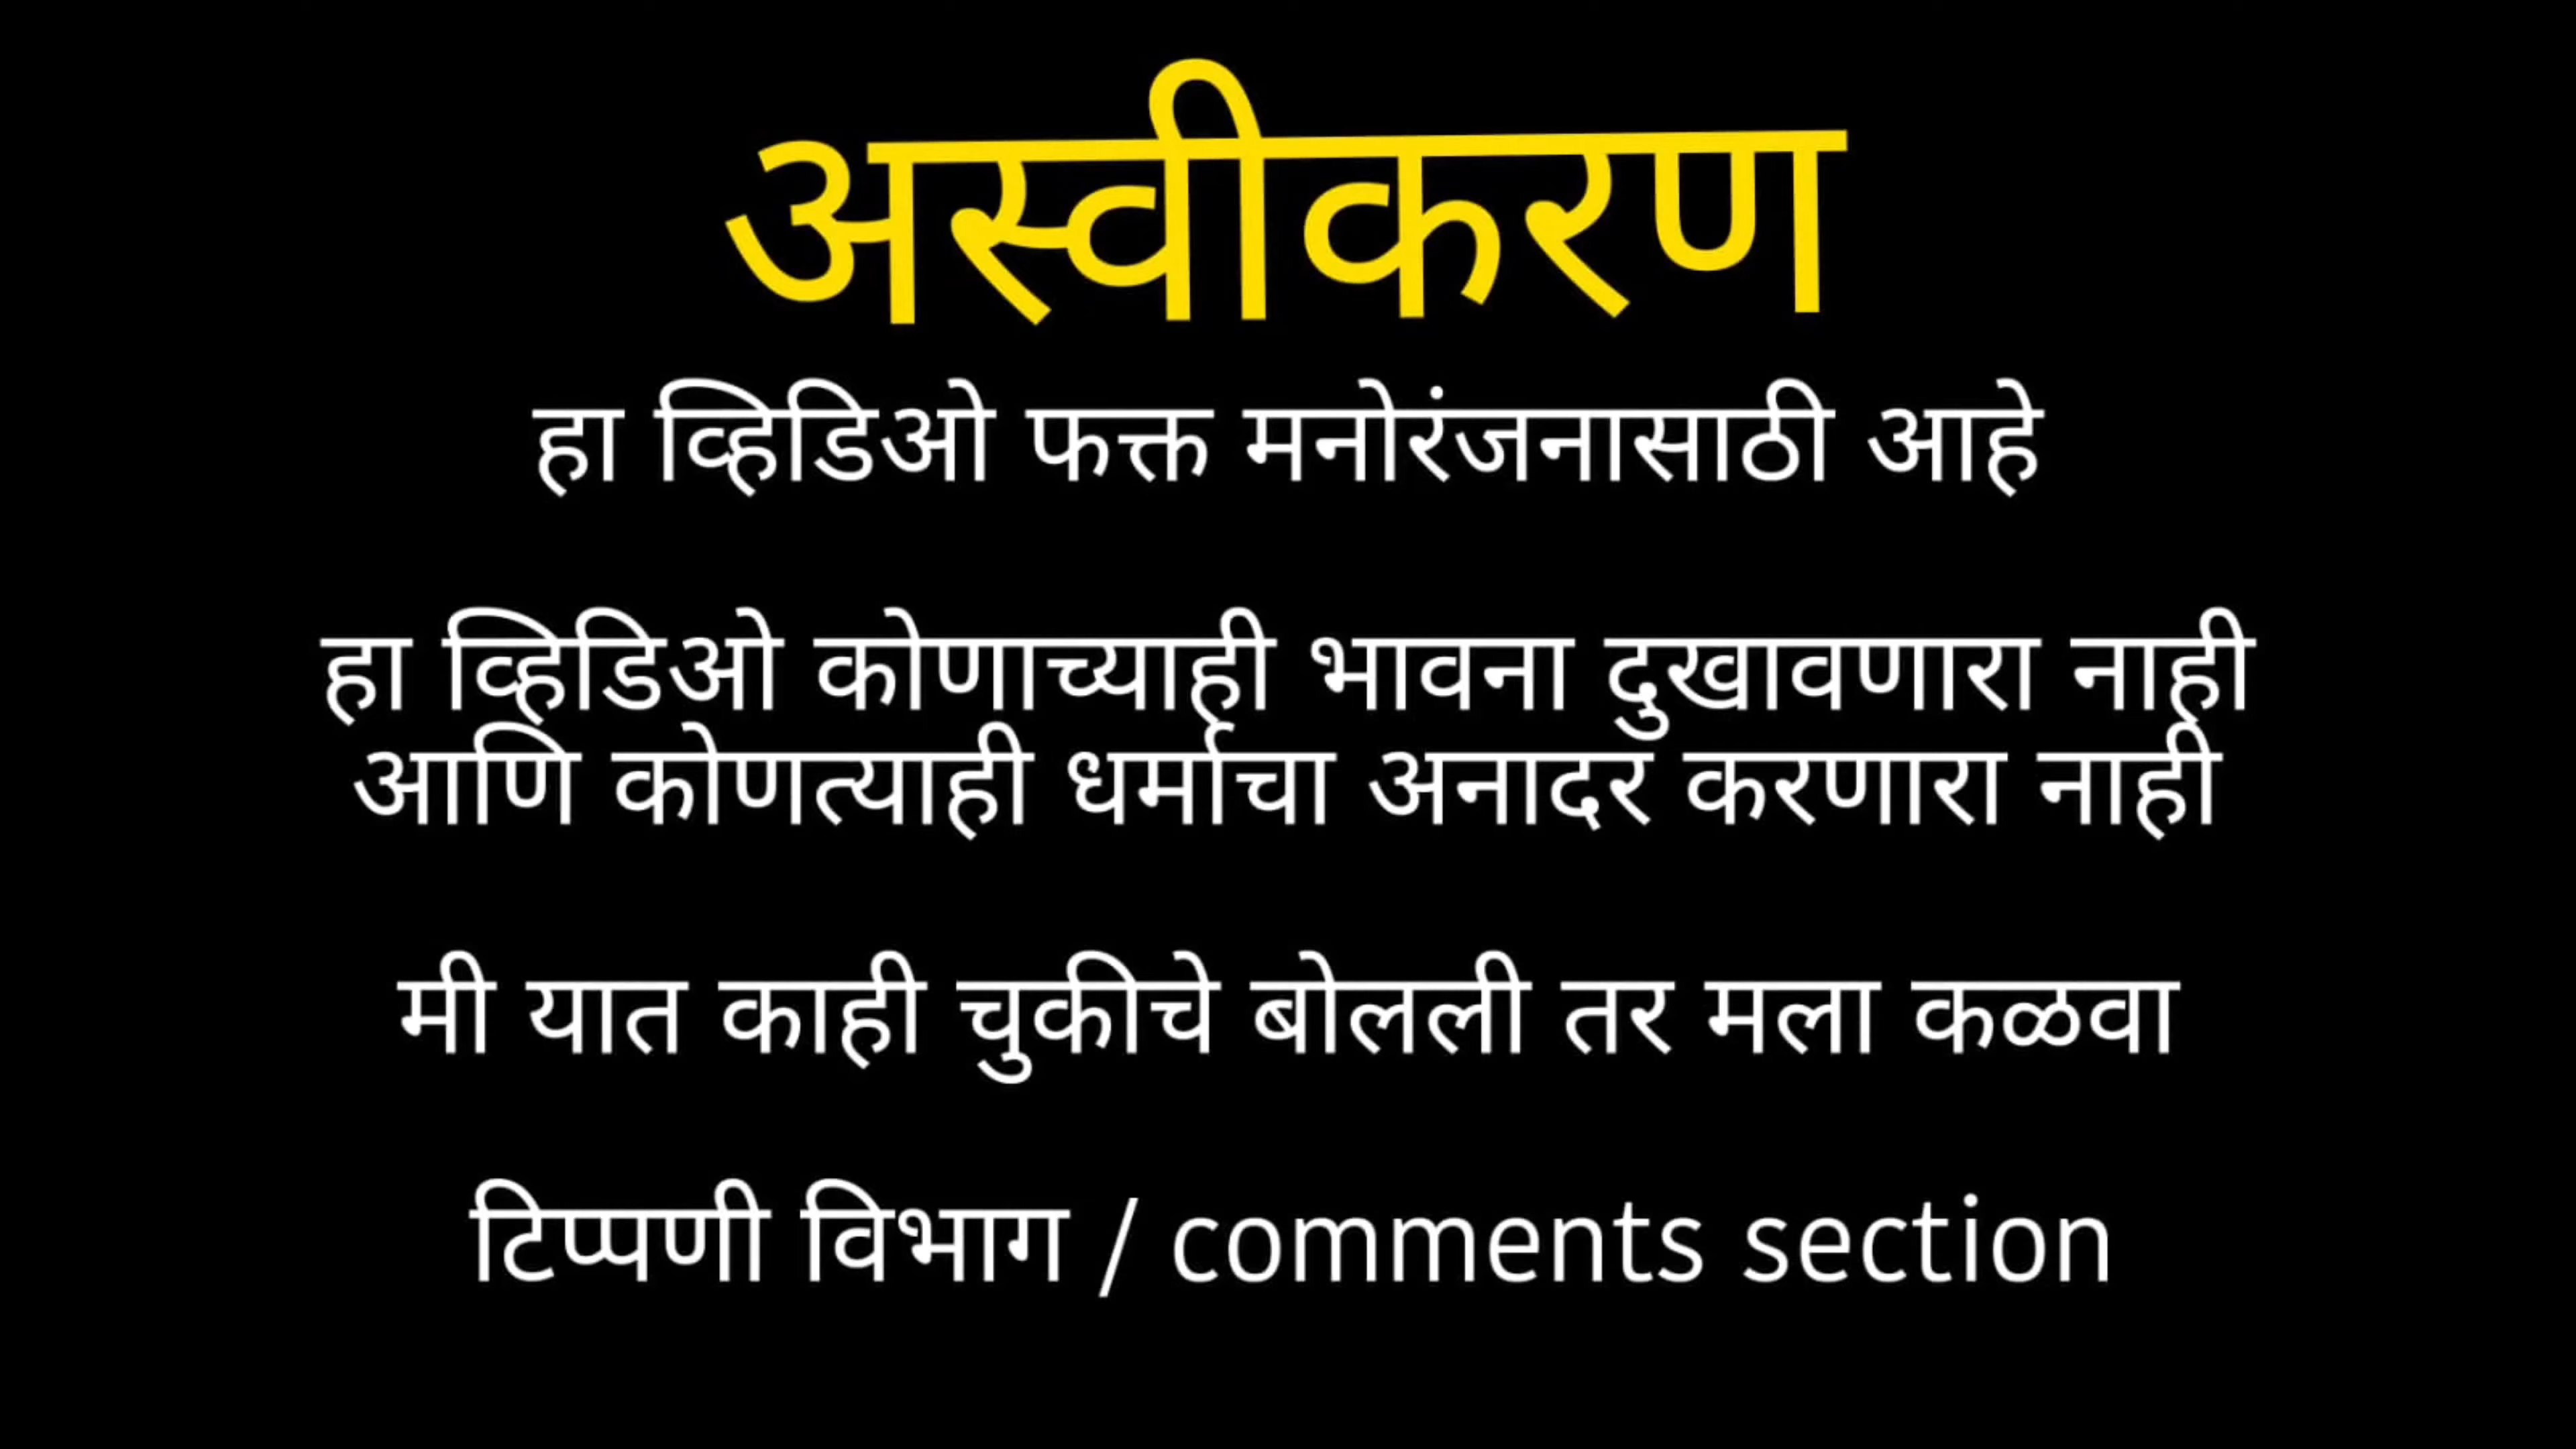 अस्वीकरण
हा व्हिडिओ फक्त मनोरंजनासाठी आहे
हा व्हिडिओ कोणाच्याही भावना दुखावणारा नाही
आणि कोणत्याही धर्माचा अनादर करणारा नाही
मी यात काही चुकीचे बोलली तर मला कळवा
टिप्पणी विभाग / comments section